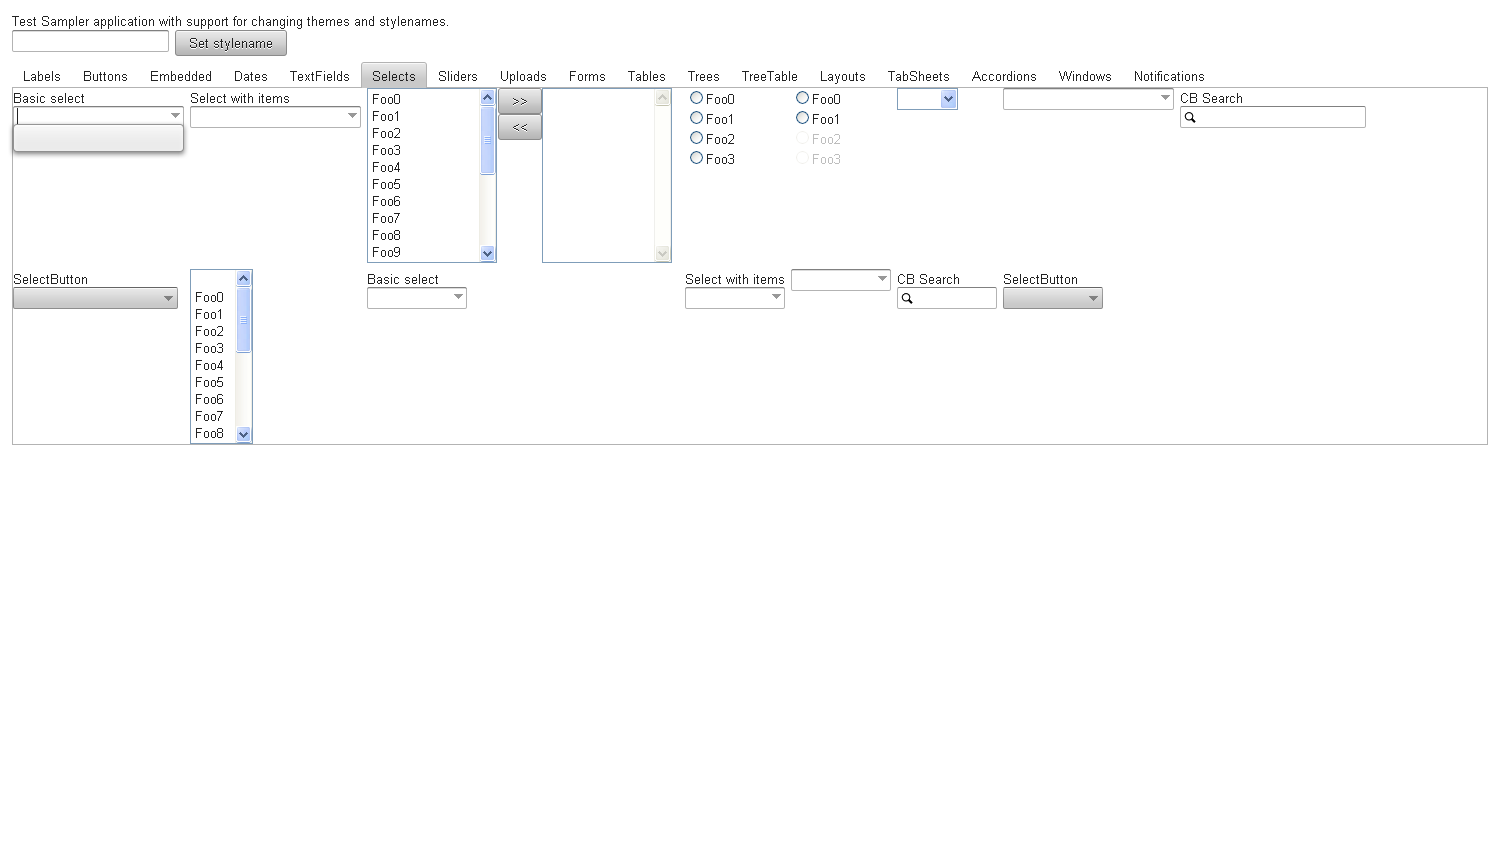 Test Sampler application with support for changing themes and stylenames.
Set stylename
Labels Buttons Embedded Dates TextFields Selects Sliders Uploads Forms Tables Trees TreeTable Layouts TabSheets Accordions Windows Notifications
Basic select
Select with items
Foo0
Foo1
Foo2
Foo3
Foo4
Foo5
Foo6
Foo7
Foo8
Foo9
>>
<<
Foo0
Foo1
Foo2
Foo3
Foo0
Foo1
Foo2
Foo3
CB Search
SelectButton
Foo0
Foo1
Foo2
Foo3
Foo4
Foo5
Foo6
Foo7
Foo8
Basic select
Select with items
CB Search
SelectButton